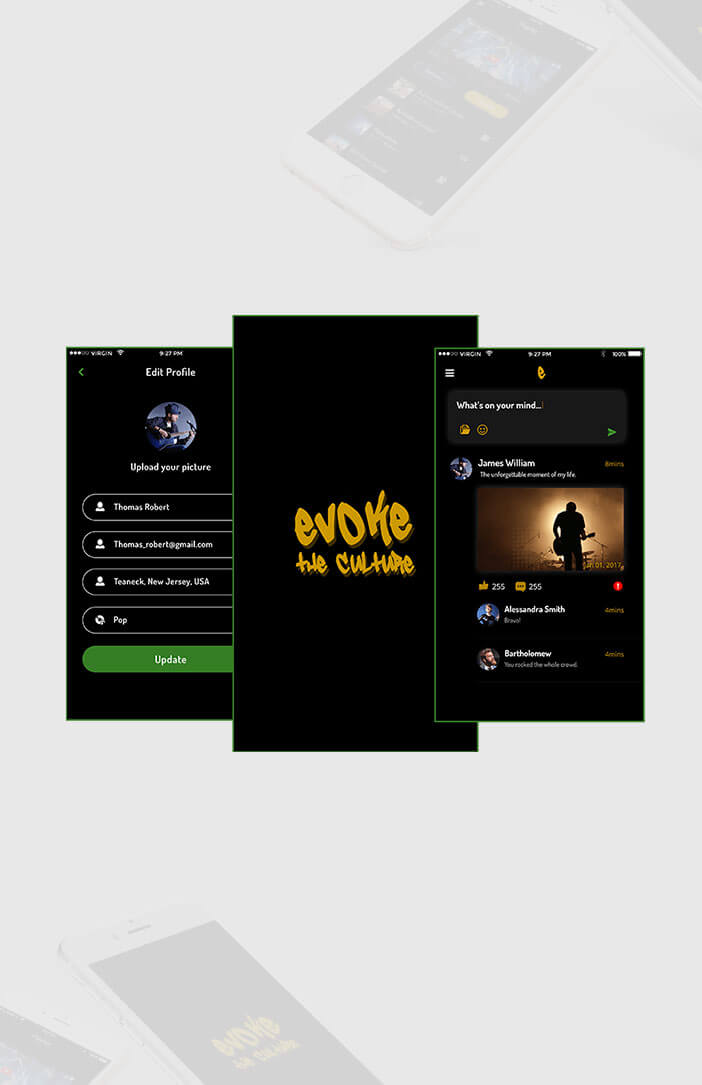 VIRGIN
9:27 PM
Edit Profile
Upload your picture
Thomas Robert
Thomas_robert@gmail.com
Teaneck, New Jersey, USA
Pop
Update
evoke
the culture
VIRGIN
9:27 PM
100%
e
What's on your mind...
James William
8mins
The unforgettable moment of my life.
01, 2017
255
255
Alessandra Smith
4mins
Bravo!
Bartholomew
4mins
You rocked the whole crowd.
evoke
the culture